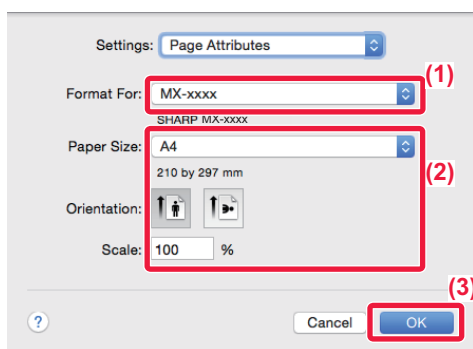 Settings: Page Attributes
(1)
Format For: MX-xxxx
SHARP MX-xxxx
Paper Size: A4
210 by 297 mm
(2)
Orientation:
Scale: 100 %
(3)
? Cancel OK